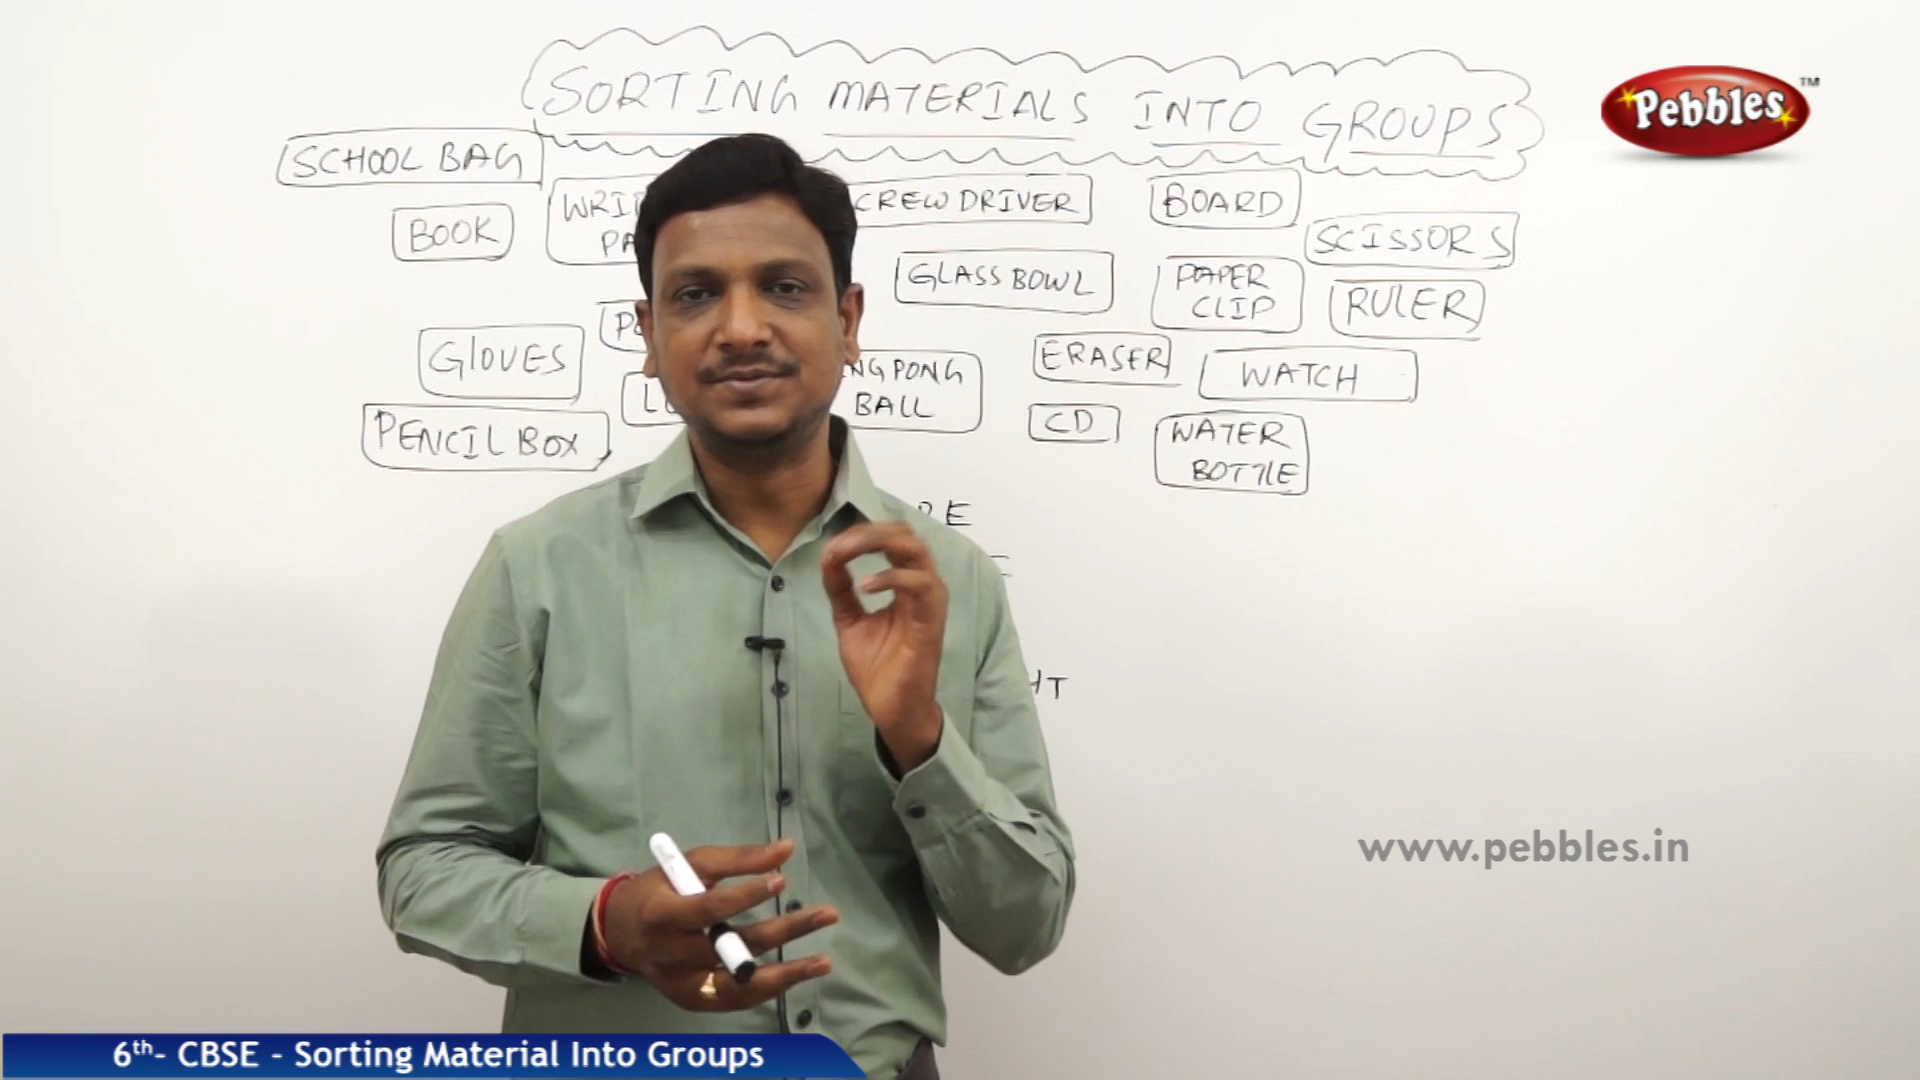 SORTING MATERIALS INTO GROUPS
Pebbles™
SCHOOL BAG
BOOK
CREW DRIVER
BOARD
SCISSORS
GLASS BOWL
PAPER
CLIP
RULER
GLOVES
NG PONG
BALL
ERASER
WATCH
PENCIL BOX
CD
WATER
BOTTLE
www.pebbles.in
6th- CBSE - Sorting Material Into Groups